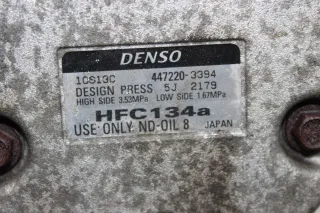 DENSO
10S13C 447220-3394
DESIGN PRESS 5J 2179
HIGH SIDE 3.53MPa LOW SIDE 1.67MPa
HFC134a
USE ONLY ND-OIL 8 JAPAN